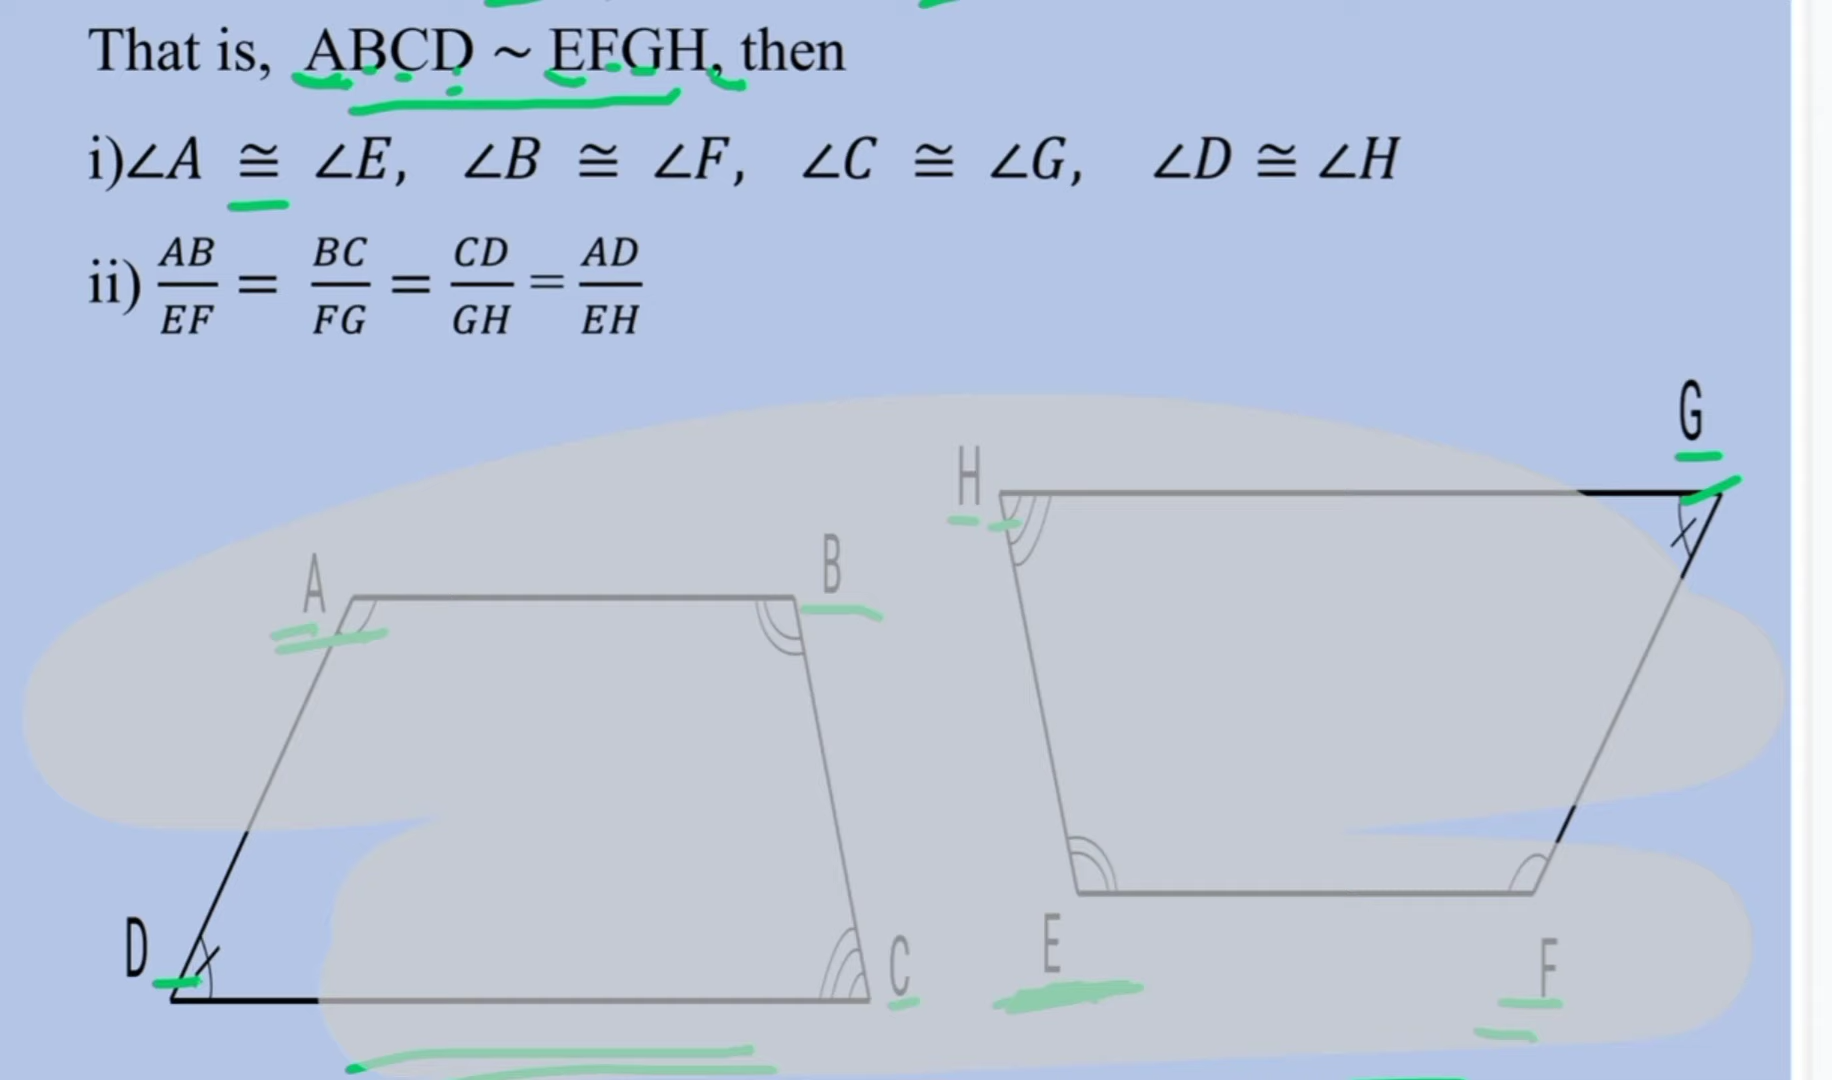 That is, ABCD ~ EFGH, then
i)∠A ≅ ∠E, ∠B ≅ ∠F, ∠C ≅ ∠G, ∠D ≅ ∠H
ii) AB/EF = BC/FG = CD/GH = AD/EH
G
H
A
B
D
C
E
F